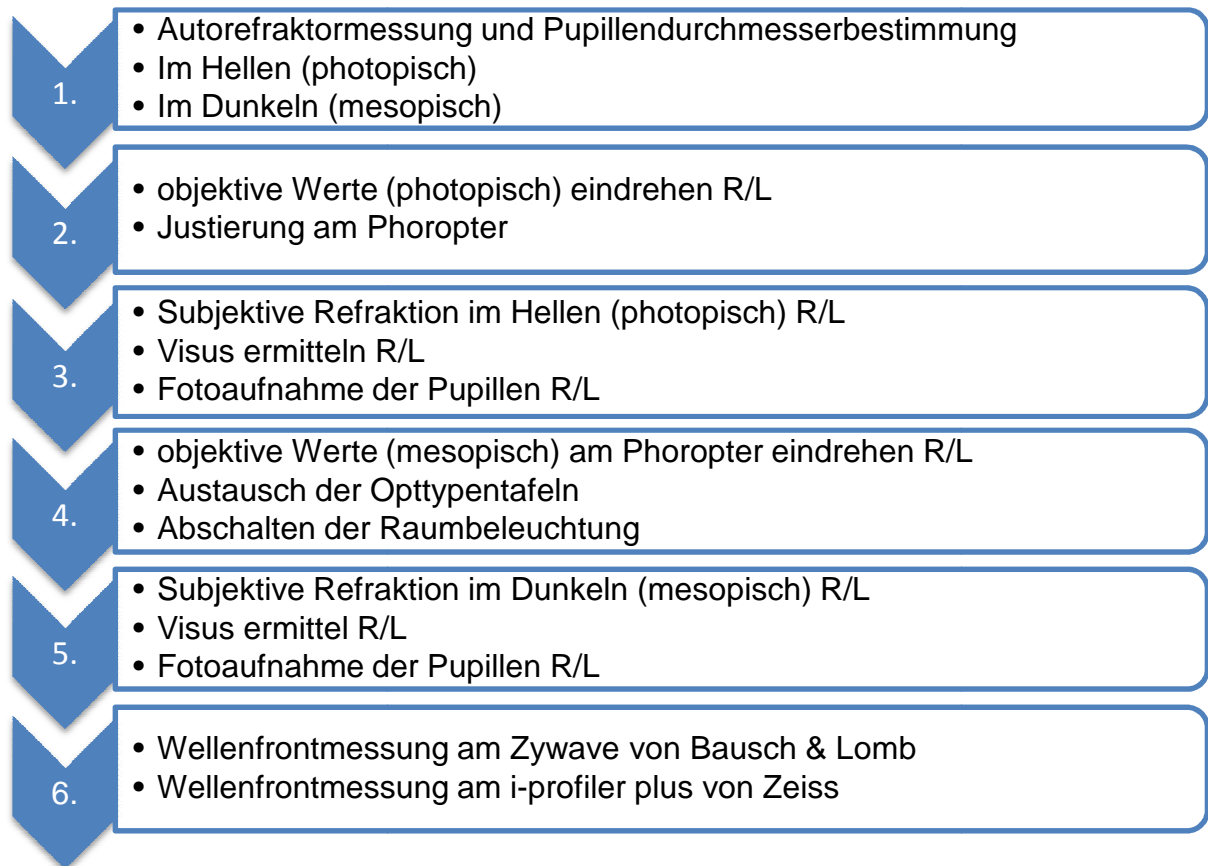 1.
• Autorefraktormessung und Pupillendurchmesserbestimmung
• Im Hellen (photopisch)
• Im Dunkeln (mesopisch)
2.
• objektive Werte (photopisch) eindrehen R/L
• Justierung am Phoropter
3.
• Subjektive Refraktion im Hellen (photopisch) R/L
• Visus ermitteln R/L
• Fotoaufnahme der Pupillen R/L
4.
• objektive Werte (mesopisch) am Phoropter eindrehen R/L
• Austausch der Opttypentafeln
• Abschalten der Raumbeleuchtung
5.
• Subjektive Refraktion im Dunkeln (mesopisch) R/L
• Visus ermittel R/L
• Fotoaufnahme der Pupillen R/L
6.
• Wellenfrontmessung am Zywave von Bausch & Lomb
• Wellenfrontmessung am i-profiler plus von Zeiss